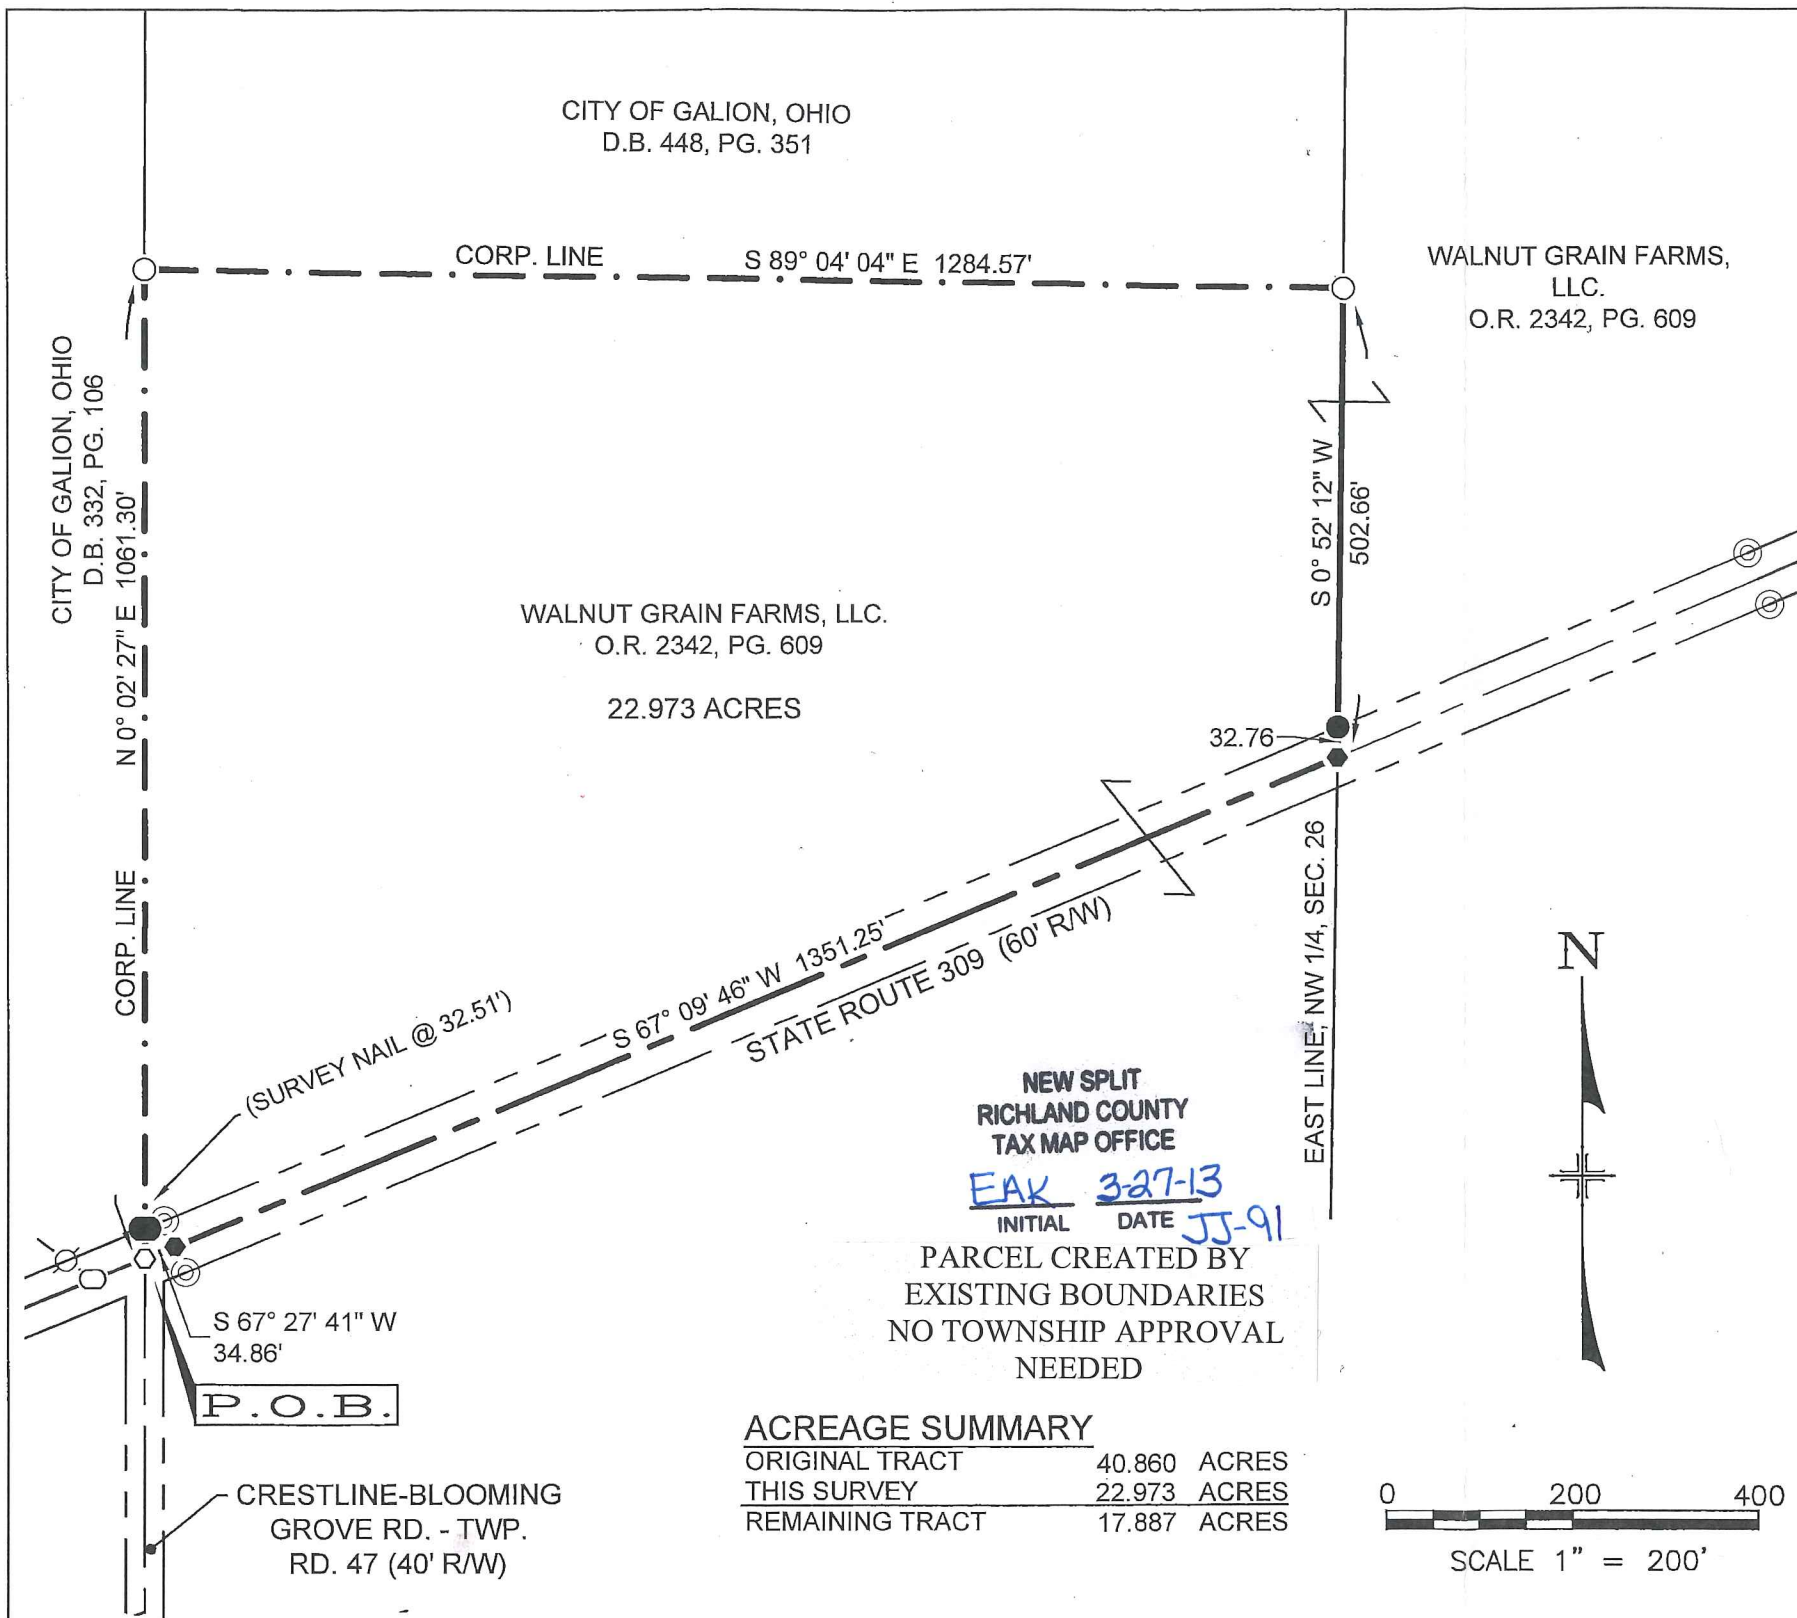 CITY OF GALION, OHIO
D.B. 448, PG. 351
CORP. LINE
S 89° 04' 04" E 1284.57'
WALNUT GRAIN FARMS,
LLC.
O.R. 2342, PG. 609
CITY OF GALION, OHIO
D.B. 332, PG. 106
N 0° 02' 27" E 1061.30'
CORP. LINE
S 0° 52' 12" W
502.66'
WALNUT GRAIN FARMS, LLC.
O.R. 2342, PG. 609
22.973 ACRES
32.76
EAST LINE, NW 1/4, SEC. 26
S 67° 09' 46" W 1351.25'
STATE ROUTE 309 (60' R/W)
(SURVEY NAIL @ 32.51')
N
NEW SPLIT
RICHLAND COUNTY
TAX MAP OFFICE
EAK 3-27-13
INITIAL DATE JJ-91
PARCEL CREATED BY
EXISTING BOUNDARIES
NO TOWNSHIP APPROVAL
NEEDED
S 67° 27' 41" W
34.86'
P.O.B.
ACREAGE SUMMARY
ORIGINAL TRACT 40.860 ACRES
THIS SURVEY 22.973 ACRES
REMAINING TRACT 17.887 ACRES
CRESTLINE-BLOOMING
GROVE RD. - TWP.
RD. 47 (40' R/W)
0 200 400
SCALE 1" = 200'